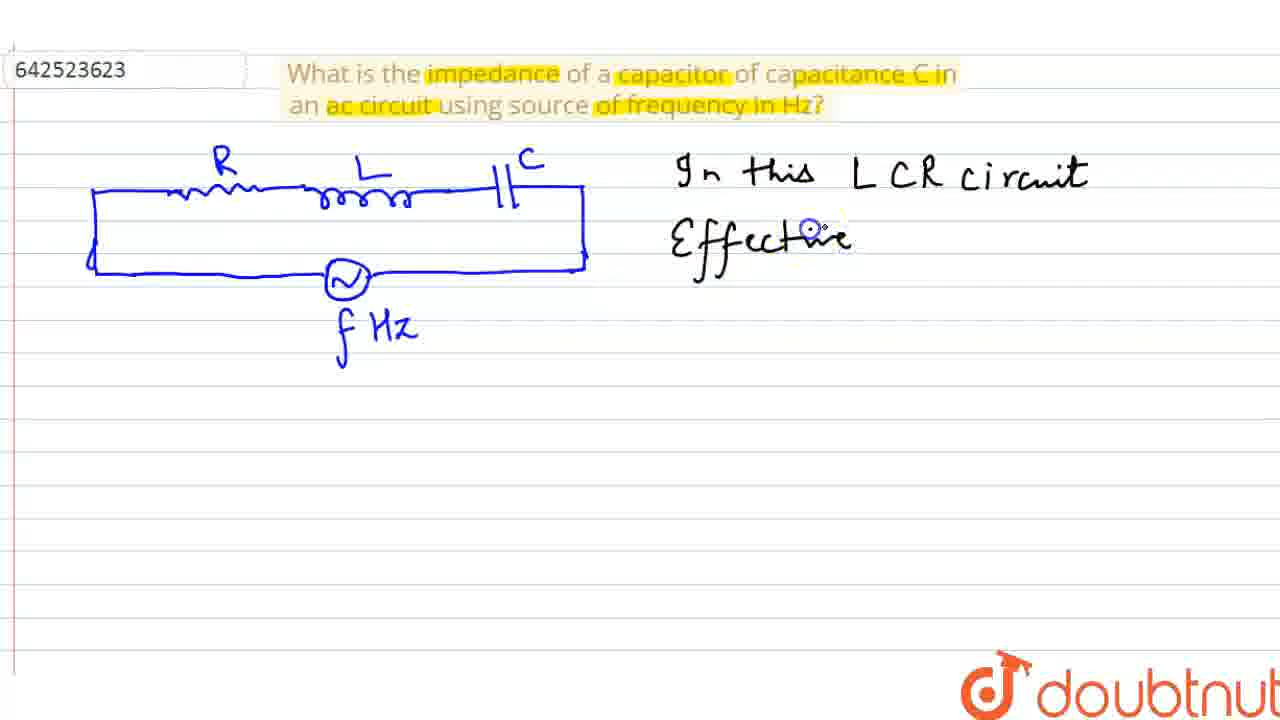 642523623
What is the impedance of a capacitor of capacitance C in
an ac circuit using source of frequency in Hz?
R L C
In this LCR circuit
Effective
f Hz
doubtnut